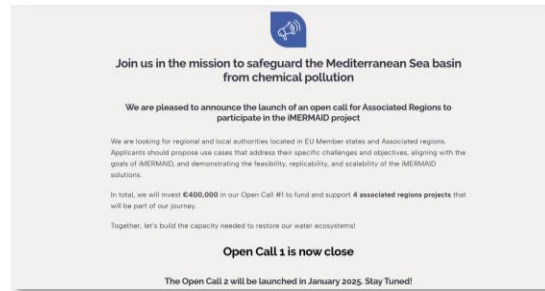 Join us in the mission to safeguard the Mediterranean Sea basin
from chemical pollution
We are pleased to announce the launch of an open call for Associated Regions to
participate in the iMERMAID project
We are looking for regional and local authorities located in EU Member states and Associated regions.
Applicants should propose use cases that address their specific challenges and objectives, aligning with the
goals of iMERMAID, and demonstrating the feasibility, replicability, and scalability of the iMERMAID
solutions.
In total, we will invest €400,000 in our Open Call #1 to fund and support 4 associated regions projects that
will be part of our journey.
Together, let's build the capacity needed to restore our water ecosystems!
Open Call 1 is now close
The Open Call 2 will be launched in January 2025. Stay Tuned!